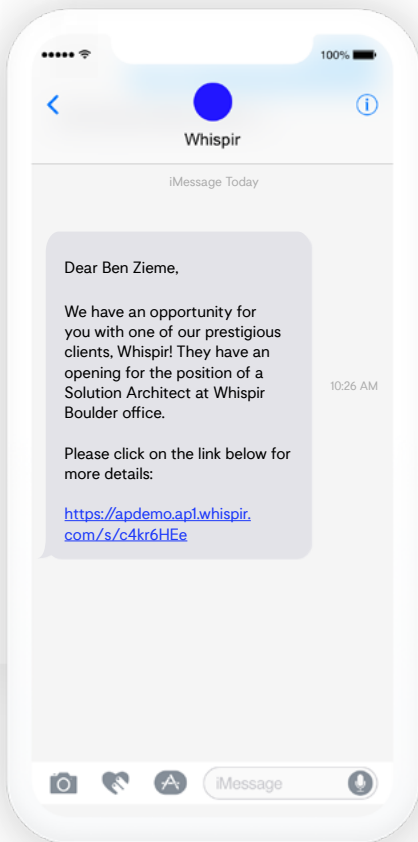 100%
Whispir
iMessage Today
Dear Ben Zieme,
We have an opportunity for
you with one of our prestigious
clients, Whispir! They have an
opening for the position of a
Solution Architect at Whispir
Boulder office.
10:26 AM
Please click on the link below for
more details:
https://apdemo.ap1.whispir.
com/s/c4kr6HEe
iMessage